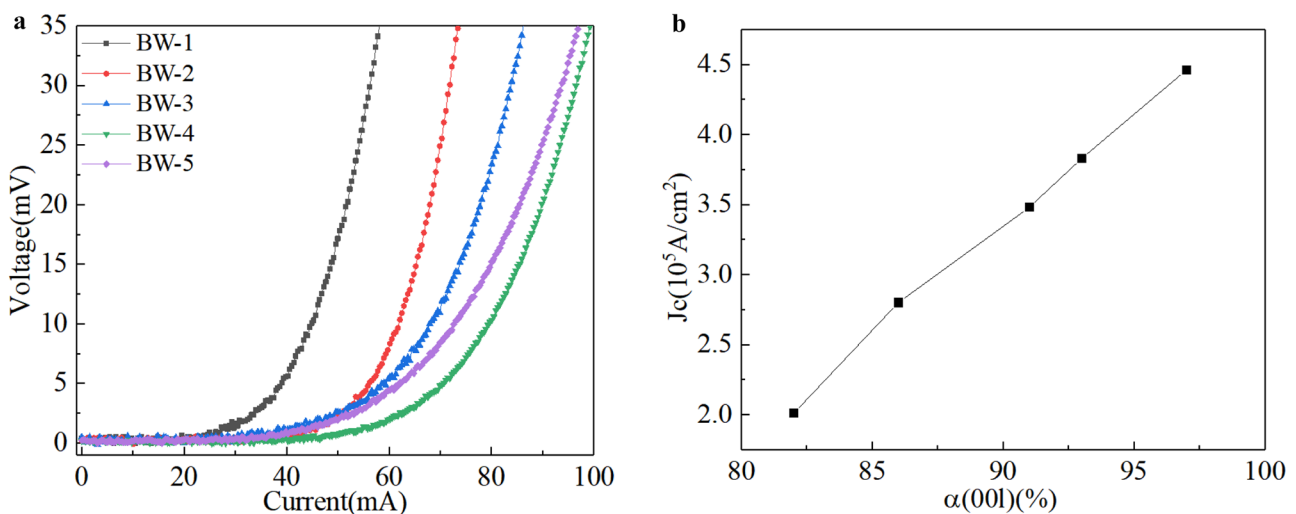 a
35
30
25
20
15
10
5
0
Voltage(mV)
BW-1
BW-2
BW-3
BW-4
BW-5
0 20 40 60 80 100
Current(mA)
b
4.5
4.0
3.5
3.0
2.5
2.0
Jc(10⁵A/cm²)
80 85 90 95 100
α(00l)(%)